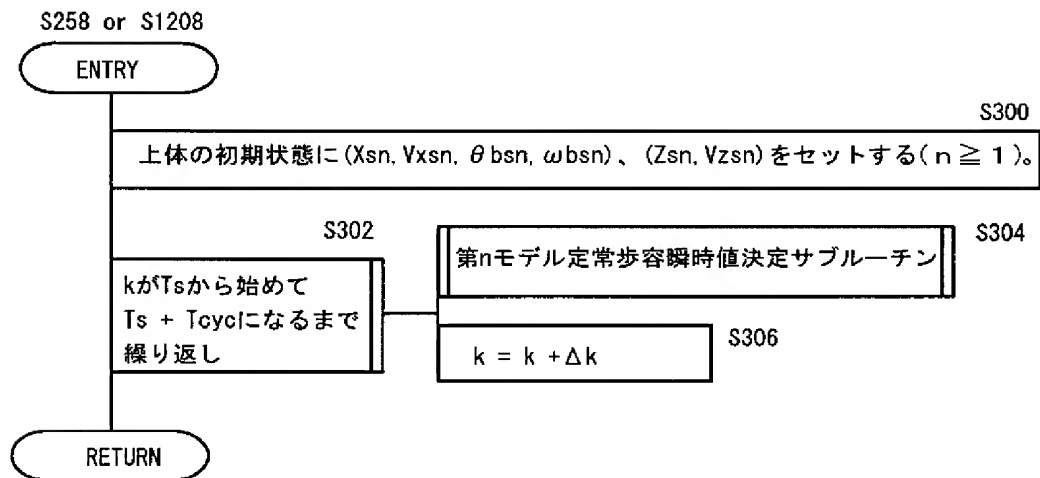 S258 or S1208
ENTRY
S300
上体の初期状態に(Xsn, Vxsn, θbsn, ωbsn)、(Zsn, Vzsn)をセットする(n≧1)。
S302
kがTsから始めて
Ts + Tcycになるまで
繰り返し
S304
第nモデル定常歩容瞬時値決定サブルーチン
S306
k = k +Δk
RETURN